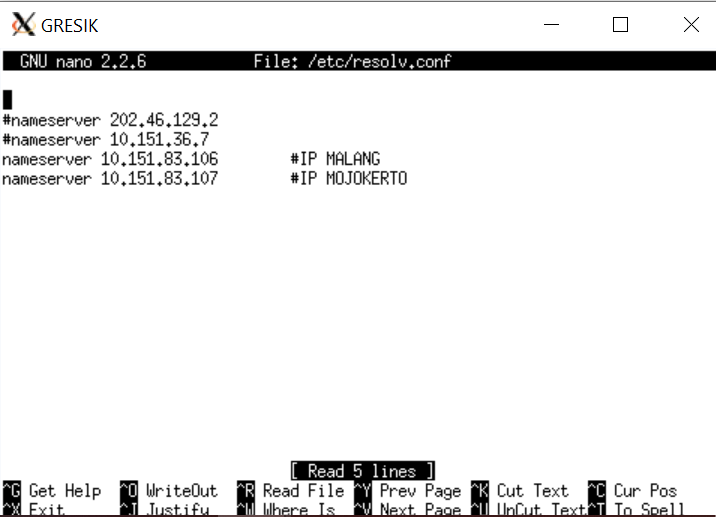 GRESIK
GNU nano 2.2.6 File: /etc/resolv.conf
#nameserver 202.46.129.2
#nameserver 10.151.36.7
nameserver 10.151.83.106 #IP MALANG
nameserver 10.151.83.107 #IP MOJOKERTO
[ Read 5 lines ]
^G Get Help ^O WriteOut ^R Read File ^Y Prev Page ^K Cut Text ^C Cur Pos
^X Exit ^J Justify ^W Where Is ^V Next Page ^U UnCut Text ^T To Spell